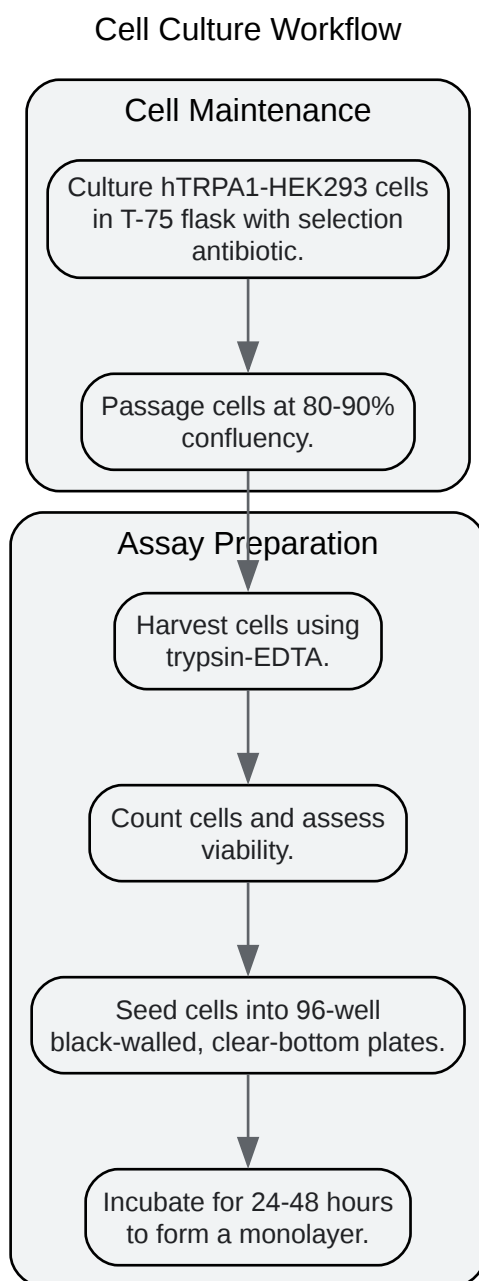 Cell Culture Workflow
Cell Maintenance
Culture hTRPA1-HEK293 cells
in T-75 flask with selection
antibiotic.
Passage cells at 80-90%
confluency.
Assay Preparation
Harvest cells using
trypsin-EDTA.
Count cells and assess
viability.
Seed cells into 96-well
black-walled, clear-bottom plates.
Incubate for 24-48 hours
to form a monolayer.